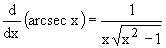 d/dx (arcsec x) = 1/(x√(x² − 1))